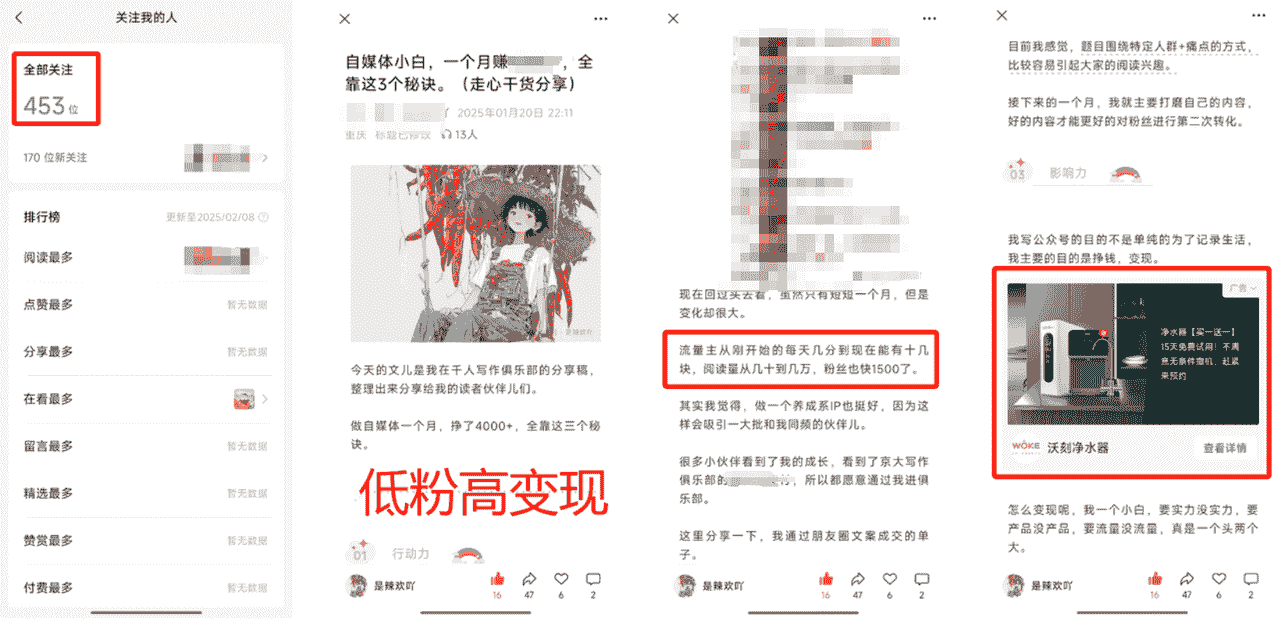 关注我的人
全部关注
453 位
170 位新关注
排行榜
更新至2025/02/08
阅读最多
点赞最多
暂无数据
分享最多
暂无数据
在看最多
留言最多
暂无数据
精选最多
暂无数据
赞赏最多
暂无数据
付费最多
暂无数据
自媒体小白，一个月赚
，全
靠这3个秘诀。（走心干货分享）
2025年01月20日 22:11
重庆 标题已修改 13人
是辣欢吖
今天的文儿是我在千人写作俱乐部的分享稿，
整理出来分享给我的读者伙伴儿们。
做自媒体一个月，挣了4000+，全靠这三个秘
诀。
低粉高变现
01 行动力
是辣欢吖
16
47
6
2
现在回过头去看，虽然只有短短一个月，但是
变化却很大。
流量主从刚开始的每天几分到现在能有十几
块，阅读量从几十到几万，粉丝也快1500了。
其实我觉得，做一个养成系IP也挺好，因为这
样会吸引一大批和我同频的伙伴儿。
很多小伙伴看到了我的成长，看到了京大写作
俱乐部的
，所以都愿意通过我进俱
乐部。
这里分享一下，我通过朋友圈文案成交的单
子。
是辣欢吖
16
47
6
2
目前我感觉，题目围绕特定人群+痛点的方式，
比较容易引起大家的阅读兴趣。
接下来的一个月，我就主要打磨自己的内容，
好的内容才能更好的对粉丝进行第二次转化。
03 影响力
我写公众号的目的不是单纯的为了记录生活，
我主要的目的是挣钱，变现。
广告
净水器【买一送一】
15天免费试用！不满
意无条件撤机，赶紧
来预约
WOKE
沃刻净水器
查看详情
怎么变现呢，我一个小白，要实力没实力，要
产品没产品，要流量没流量，真是一个头两个
大。
是辣欢吖
16
47
6
2